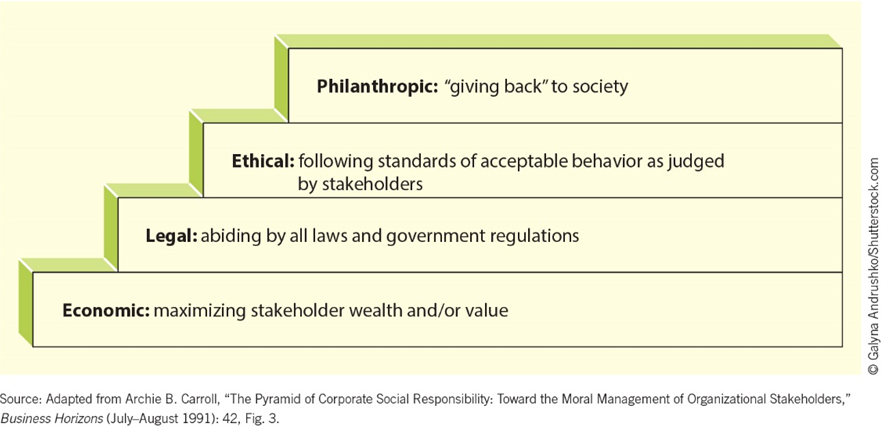 Philanthropic: “giving back” to society
Ethical: following standards of acceptable behavior as judged
by stakeholders
Legal: abiding by all laws and government regulations
Economic: maximizing stakeholder wealth and/or value
© Galyna Andrushko/Shutterstock.com
Source: Adapted from Archie B. Carroll, “The Pyramid of Corporate Social Responsibility: Toward the Moral Management of Organizational Stakeholders,”
Business Horizons (July–August 1991): 42, Fig. 3.